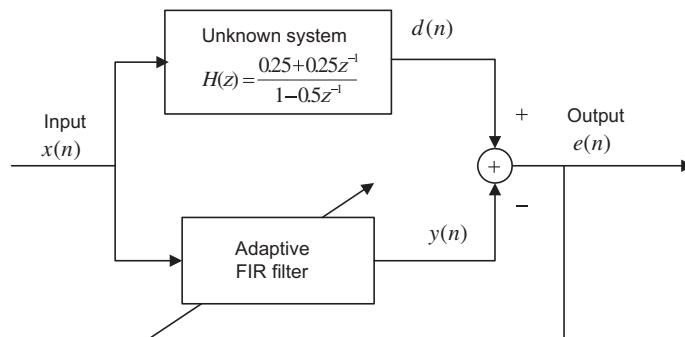 Unknown system
d(n)
H(z)=
0.25+0.25z⁻¹
1−0.5z⁻¹
Input
x(n)
+
Output
e(n)
+
−
Adaptive
FIR filter
y(n)